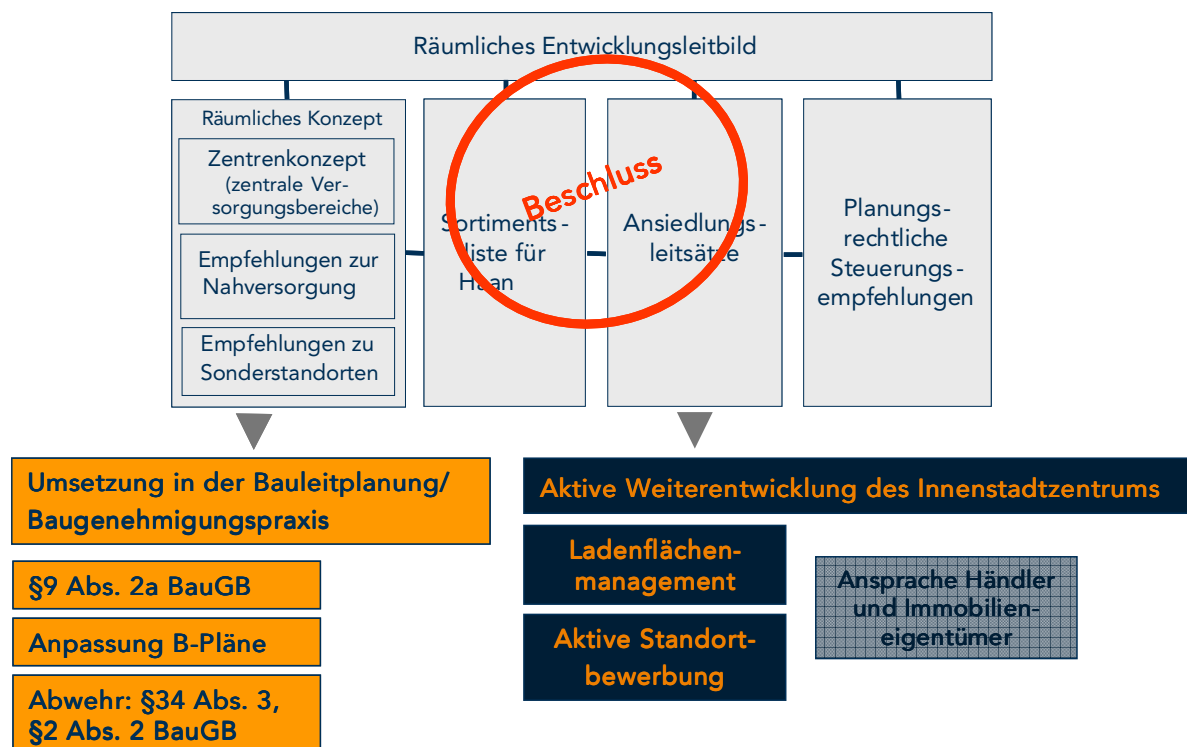 Räumliches Entwicklungsleitbild
Räumliches Konzept
Zentrenkonzept
(zentrale Ver-
sorgungsbereiche)
Empfehlungen zur
Nahversorgung
Empfehlungen zu
Sonderstandorten
Beschluss
Sortiments-
liste für
Haan
Ansiedlungs-
leitsätze
Planungs-
rechtliche
Steuerungs-
empfehlungen
Umsetzung in der Bauleitplanung/
Baugenehmigungspraxis
§9 Abs. 2a BauGB
Anpassung B-Pläne
Abwehr: §34 Abs. 3,
§2 Abs. 2 BauGB
Aktive Weiterentwicklung des Innenstadtzentrums
Ladenflächen-
management
Aktive Standort-
bewerbung
Ansprache Händler
und Immobilien-
eigentümer